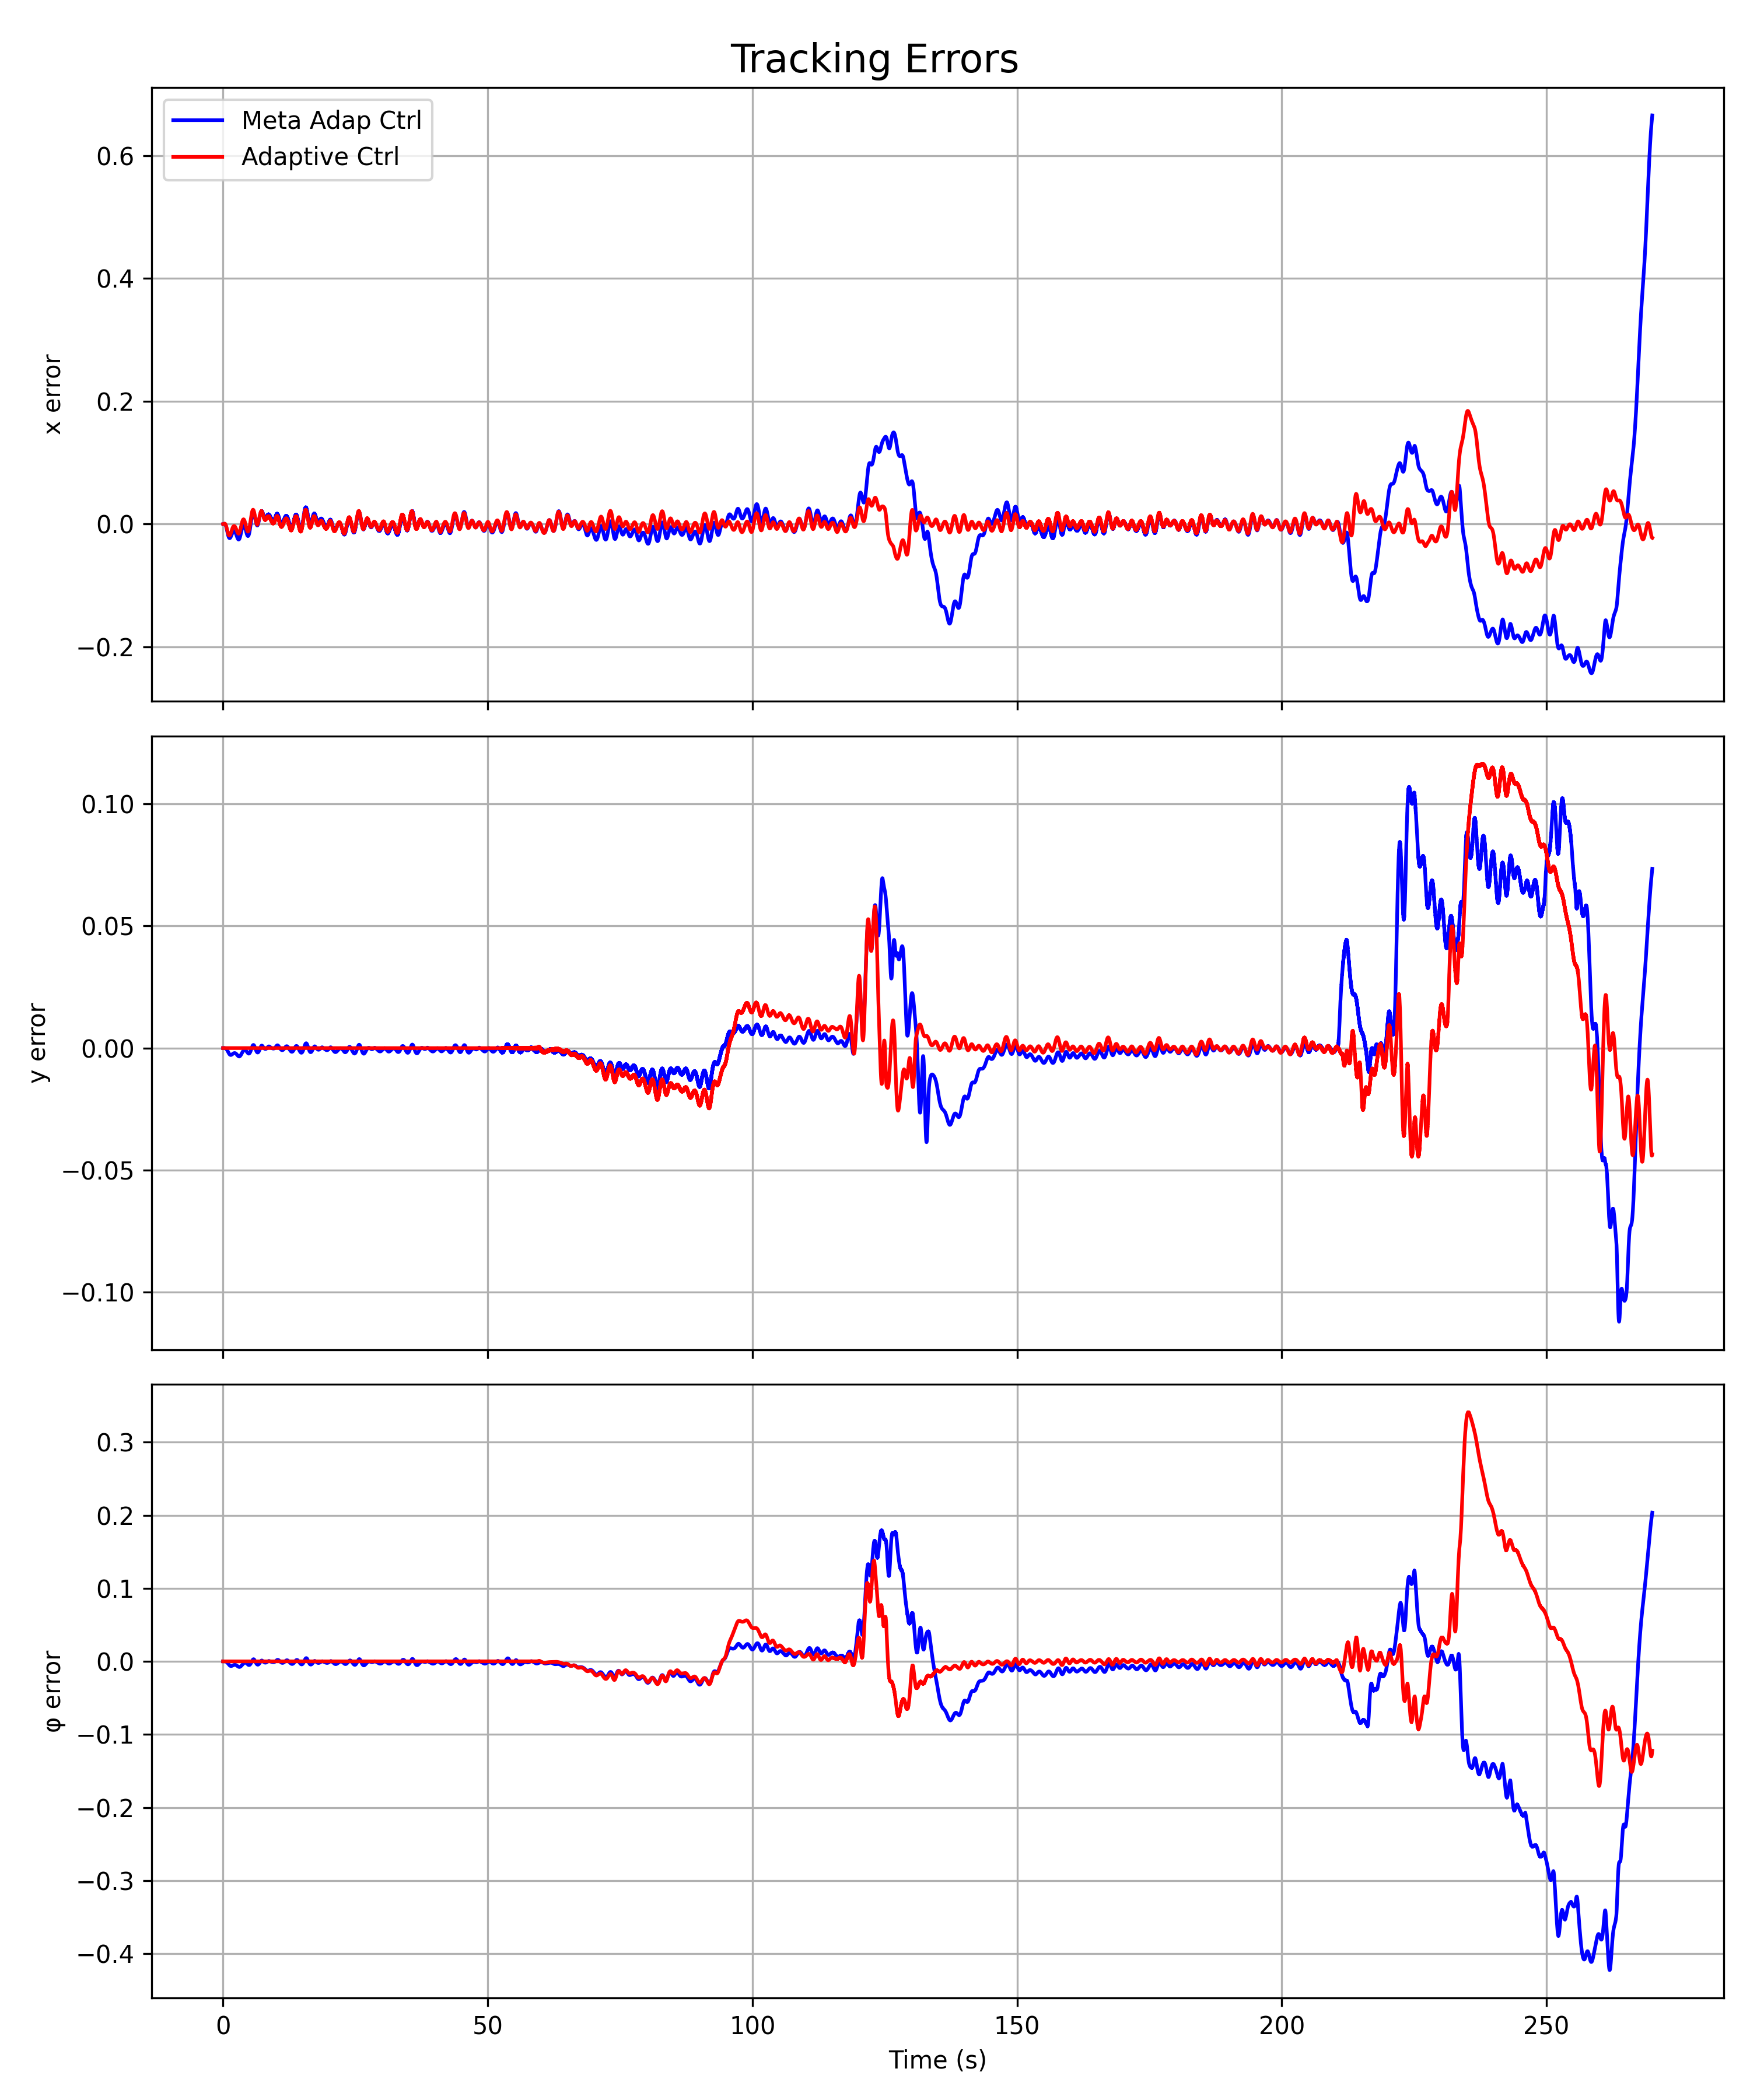 Tracking Errors
Meta Adap Ctrl
Adaptive Ctrl
x error
0.6
0.4
0.2
0.0
−0.2
y error
0.10
0.05
0.00
−0.05
−0.10
φ error
0.3
0.2
0.1
0.0
−0.1
−0.2
−0.3
−0.4
0 50 100 150 200 250
Time (s)